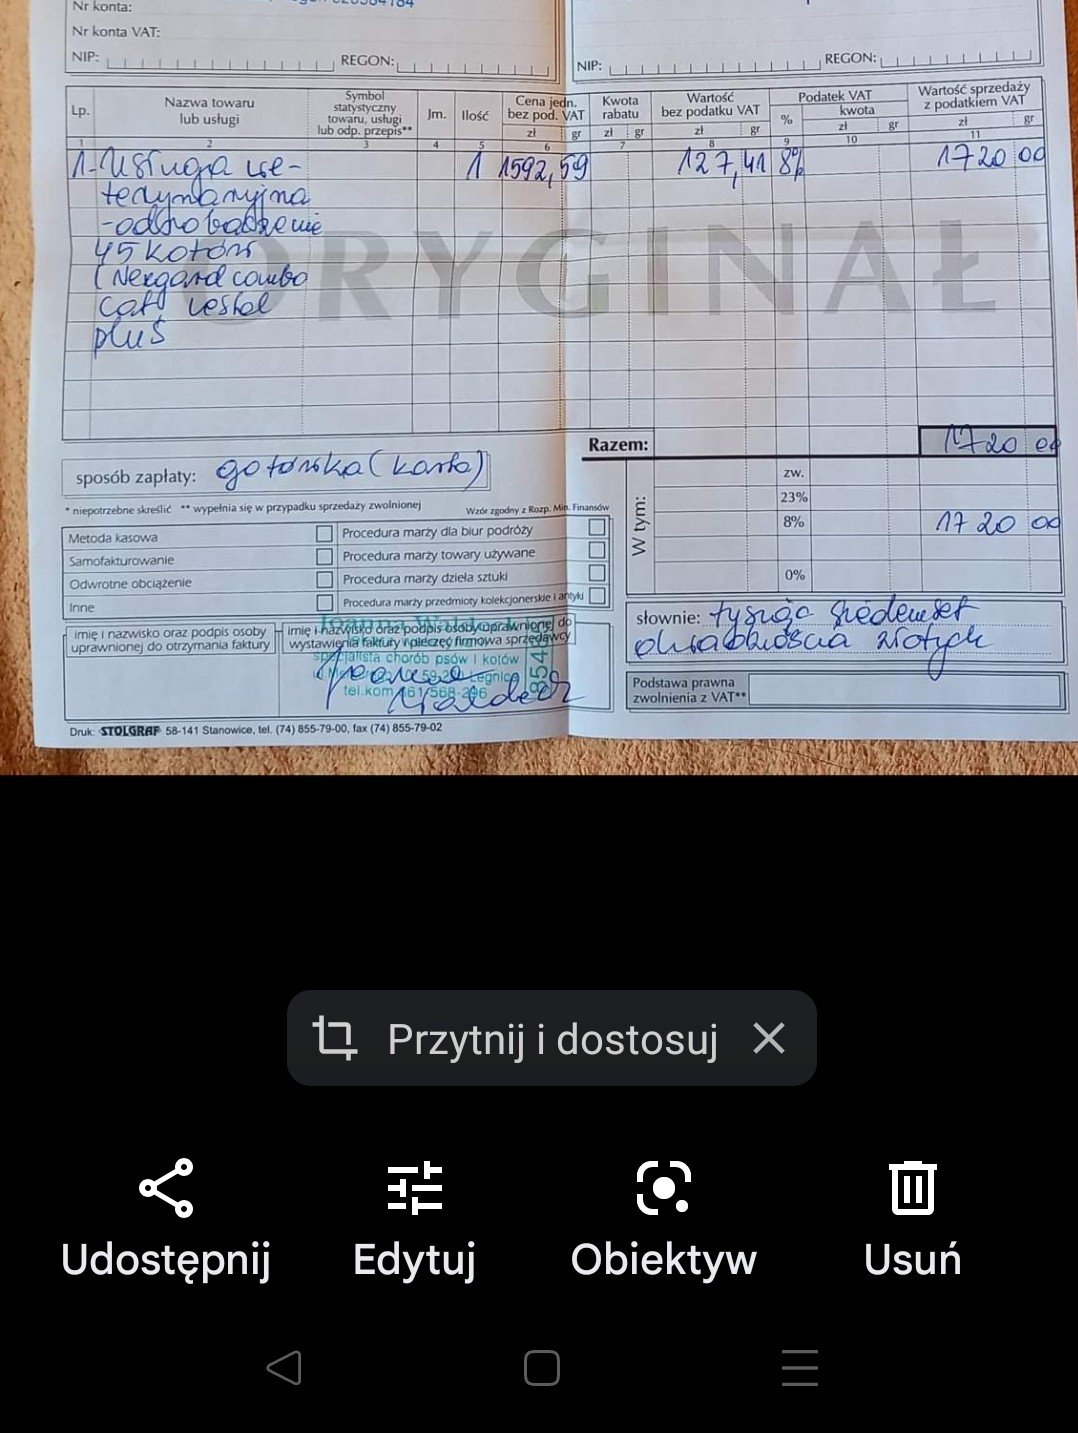 Nr konta:
Nr konta VAT:
NIP: REGON:
NIP: REGON:
Lp. Nazwa towaru lub usługi Symbol statystyczny towaru, usługi lub odp. przepis** Jm. Ilość Cena jedn. bez pod. VAT Kwota rabatu Wartość bez podatku VAT Podatek VAT Wartość sprzedaży z podatkiem VAT
zł gr zł gr zł gr % kwota zł gr zł gr
1 2 3 4 5 6 7 8 9 10 11
1. Usługa we- 1 1592,59 127,41 8% 1720 00
terynaryjna
- odrobaczenie
45 kotów
(Nexgard combo
cat, vestol
plus
ORYGINAŁ
Razem: 1720 00
sposób zapłaty: gotówka (karta)
* niepotrzebne skreślić ** wypełnia się w przypadku sprzedaży zwolnionej Wzór zgodny z Rozp. Min. Finansów
Metoda kasowa Procedura marży dla biur podróży
Samofakturowanie Procedura marży towary używane
Odwrotne obciążenie Procedura marży dzieła sztuki
Inne Procedura marży przedmioty kolekcjonerskie i antyki
W tym:
zw.
23%
8% 1720 00
0%
słownie: tysiąc siedemset
dwadzieścia złotych
imię i nazwisko oraz podpis osoby uprawnionej do otrzymania faktury
imię i nazwisko oraz podpis osoby uprawnionej do wystawienia faktury i pieczęć firmowa sprzedawcy
Joanna
specjalista chorób psów i kotów
Legnica
Podstawa prawna zwolnienia z VAT**
Druk: STOLGRAF 58-141 Stanowice, tel. (74) 855-79-00, fax (74) 855-79-02
Przytnij i dostosuj
Udostępnij Edytuj Obiektyw Usuń